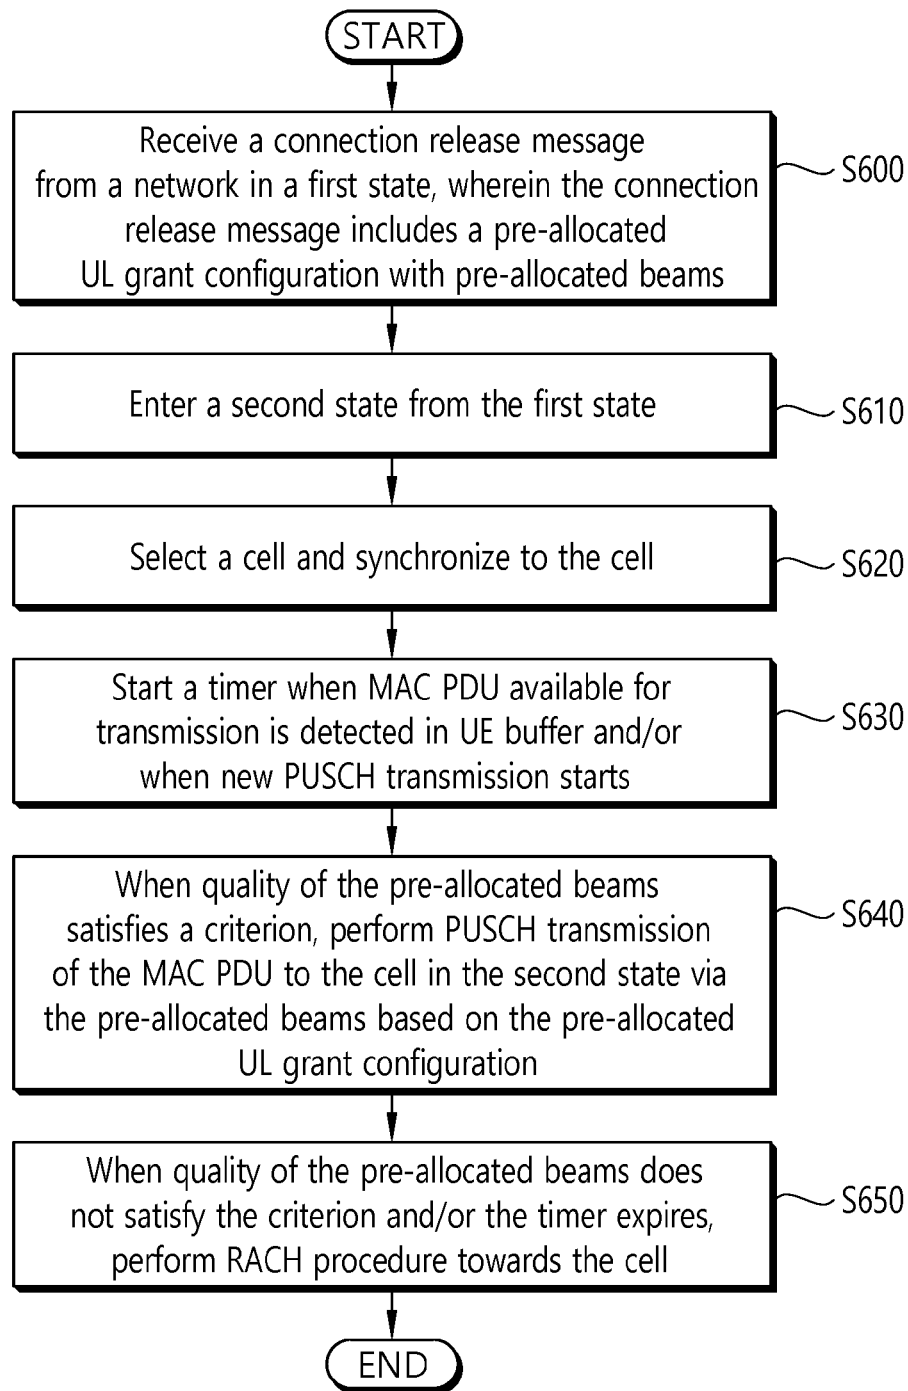 START
Receive a connection release message
from a network in a first state, wherein the connection
release message includes a pre-allocated
UL grant configuration with pre-allocated beams
S600
Enter a second state from the first state
S610
Select a cell and synchronize to the cell
S620
Start a timer when MAC PDU available for
transmission is detected in UE buffer and/or
when new PUSCH transmission starts
S630
When quality of the pre-allocated beams
satisfies a criterion, perform PUSCH transmission
of the MAC PDU to the cell in the second state via
the pre-allocated beams based on the pre-allocated
UL grant configuration
S640
When quality of the pre-allocated beams does
not satisfy the criterion and/or the timer expires,
perform RACH procedure towards the cell
S650
END